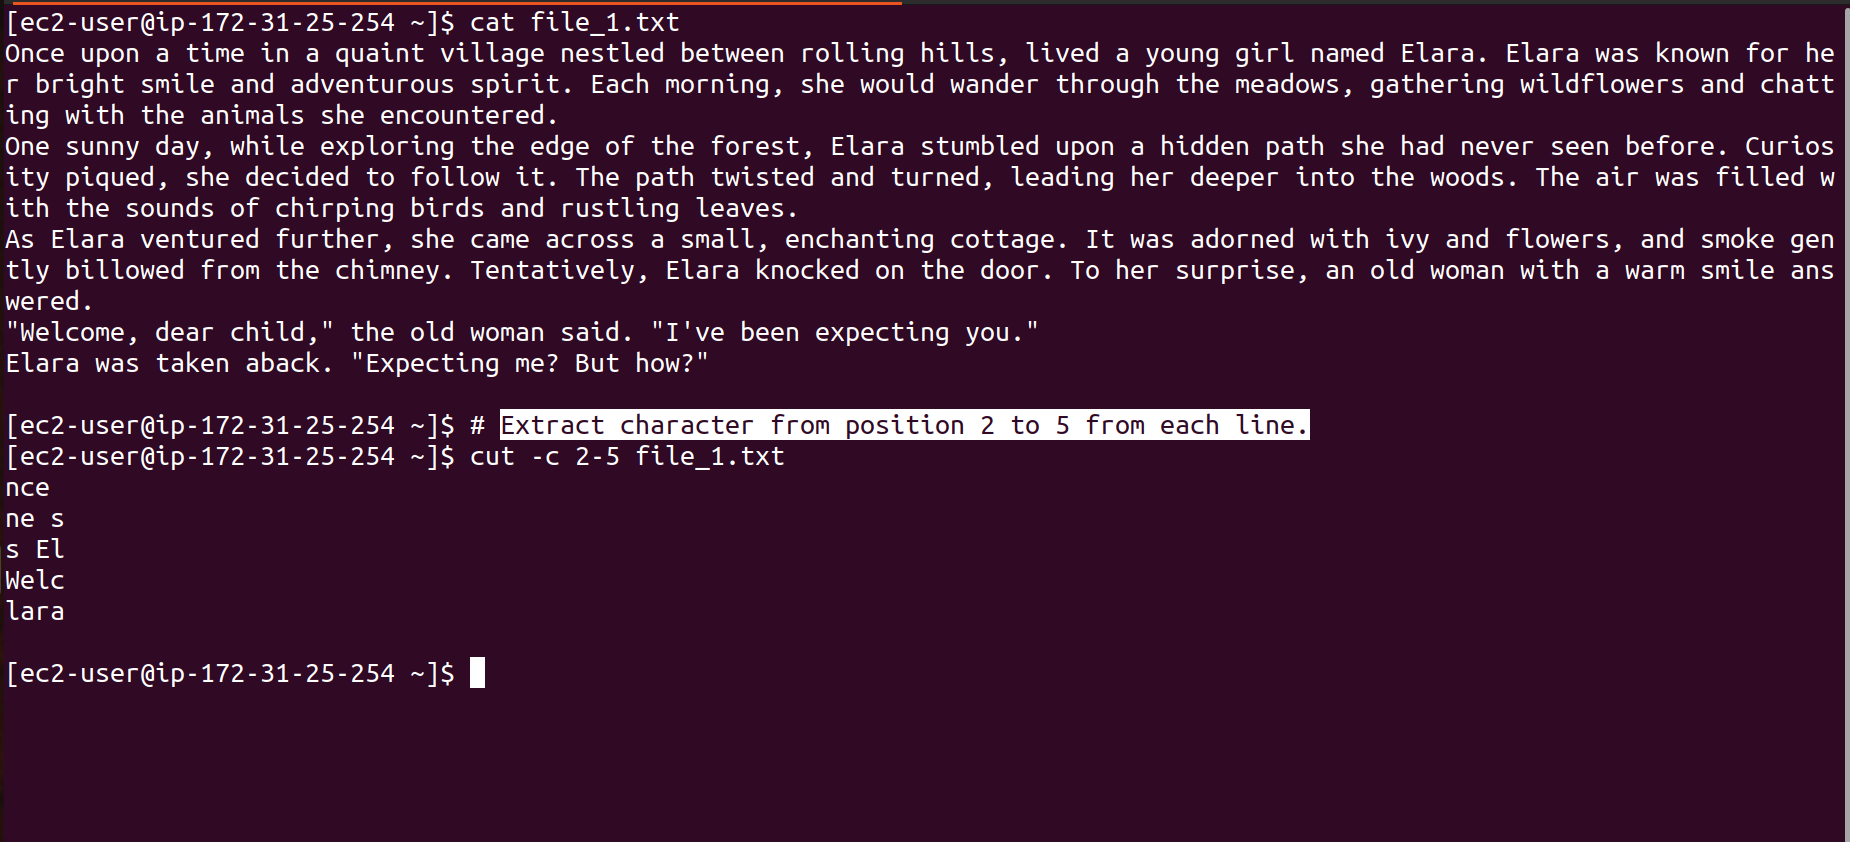 [ec2-user@ip-172-31-25-254 ~]$ cat file_1.txt
Once upon a time in a quaint village nestled between rolling hills, lived a young girl named Elara. Elara was known for he
r bright smile and adventurous spirit. Each morning, she would wander through the meadows, gathering wildflowers and chatt
ing with the animals she encountered.
One sunny day, while exploring the edge of the forest, Elara stumbled upon a hidden path she had never seen before. Curios
ity piqued, she decided to follow it. The path twisted and turned, leading her deeper into the woods. The air was filled w
ith the sounds of chirping birds and rustling leaves.
As Elara ventured further, she came across a small, enchanting cottage. It was adorned with ivy and flowers, and smoke gen
tly billowed from the chimney. Tentatively, Elara knocked on the door. To her surprise, an old woman with a warm smile ans
wered.
"Welcome, dear child," the old woman said. "I've been expecting you."
Elara was taken aback. "Expecting me? But how?"
[ec2-user@ip-172-31-25-254 ~]$ # Extract character from position 2 to 5 from each line.
[ec2-user@ip-172-31-25-254 ~]$ cut -c 2-5 file_1.txt
nce
ne s
s El
Welc
lara
[ec2-user@ip-172-31-25-254 ~]$